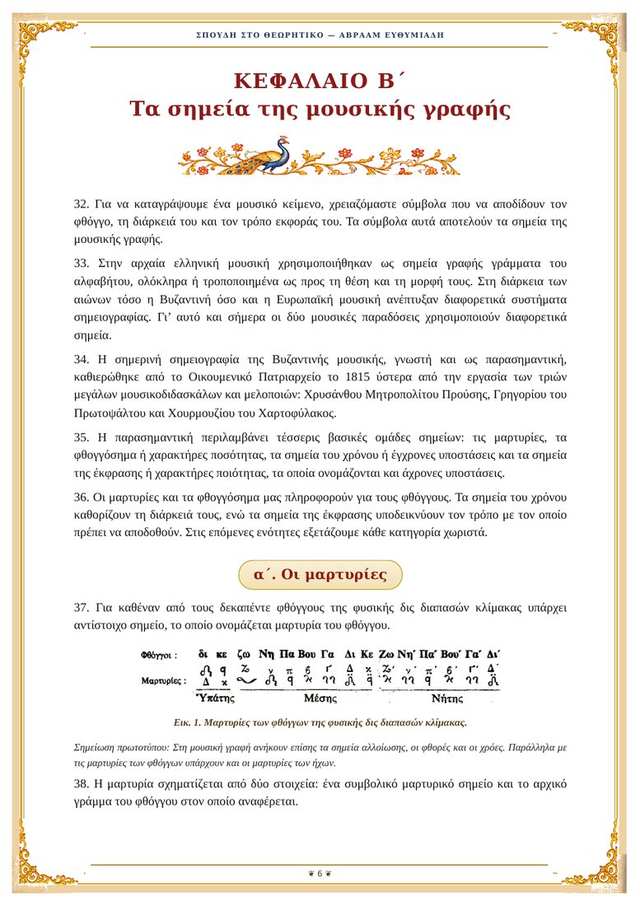 ΣΠΟΥΔΗ ΣΤΟ ΘΕΩΡΗΤΙΚΟ — ΑΒΡΑΑΜ ΕΥΘΥΜΙΑΔΗ
ΚΕΦΑΛΑΙΟ Β΄
Τα σημεία της μουσικής γραφής
32. Για να καταγράψουμε ένα μουσικό κείμενο, χρειαζόμαστε σύμβολα που να αποδίδουν τον
φθόγγο, τη διάρκειά του και τον τρόπο εκφοράς του. Τα σύμβολα αυτά αποτελούν τα σημεία της
μουσικής γραφής.
33. Στην αρχαία ελληνική μουσική χρησιμοποιήθηκαν ως σημεία γραφής γράμματα του
αλφαβήτου, ολόκληρα ή τροποποιημένα ως προς τη θέση και τη μορφή τους. Στη διάρκεια των
αιώνων τόσο η Βυζαντινή όσο και η Ευρωπαϊκή μουσική ανέπτυξαν διαφορετικά συστήματα
σημειογραφίας. Γι’ αυτό και σήμερα οι δύο μουσικές παραδόσεις χρησιμοποιούν διαφορετικά
σημεία.
34. Η σημερινή σημειογραφία της Βυζαντινής μουσικής, γνωστή και ως παρασημαντική,
καθιερώθηκε από το Οικουμενικό Πατριαρχείο το 1815 ύστερα από την εργασία των τριών
μεγάλων μουσικοδιδασκάλων και μελοποιών: Χρυσάνθου Μητροπολίτου Προύσης, Γρηγορίου του
Πρωτοψάλτου και Χουρμουζίου του Χαρτοφύλακος.
35. Η παρασημαντική περιλαμβάνει τέσσερις βασικές ομάδες σημείων: τις μαρτυρίες, τα
φθογγόσημα ή χαρακτήρες ποσότητας, τα σημεία του χρόνου ή έγχρονες υποστάσεις και τα σημεία
της έκφρασης ή χαρακτήρες ποιότητας, τα οποία ονομάζονται και άχρονες υποστάσεις.
36. Οι μαρτυρίες και τα φθογγόσημα μας πληροφορούν για τους φθόγγους. Τα σημεία του χρόνου
καθορίζουν τη διάρκειά τους, ενώ τα σημεία της έκφρασης υποδεικνύουν τον τρόπο με τον οποίο
πρέπει να αποδοθούν. Στις επόμενες ενότητες εξετάζουμε κάθε κατηγορία χωριστά.
α΄. Οι μαρτυρίες
37. Για καθέναν από τους δεκαπέντε φθόγγους της φυσικής δις διαπασών κλίμακας υπάρχει
αντίστοιχο σημείο, το οποίο ονομάζεται μαρτυρία του φθόγγου.
Φθόγγοι : δι κε ζω Νη Πα Βου Γα Δι Κε Ζω Νη΄ Πα΄ Βου΄ Γα΄ Δι΄
Μαρτυρίες :
Ὑπάτης Μέσης Νήτης
Εικ. 1. Μαρτυρίες των φθόγγων της φυσικής δις διαπασών κλίμακας.
Σημείωση πρωτοτύπου: Στη μουσική γραφή ανήκουν επίσης τα σημεία αλλοίωσης, οι φθορές και οι χρόες. Παράλληλα με
τις μαρτυρίες των φθόγγων υπάρχουν και οι μαρτυρίες των ήχων.
38. Η μαρτυρία σχηματίζεται από δύο στοιχεία: ένα συμβολικό μαρτυρικό σημείο και το αρχικό
γράμμα του φθόγγου στον οποίο αναφέρεται.
❦ 6 ❦